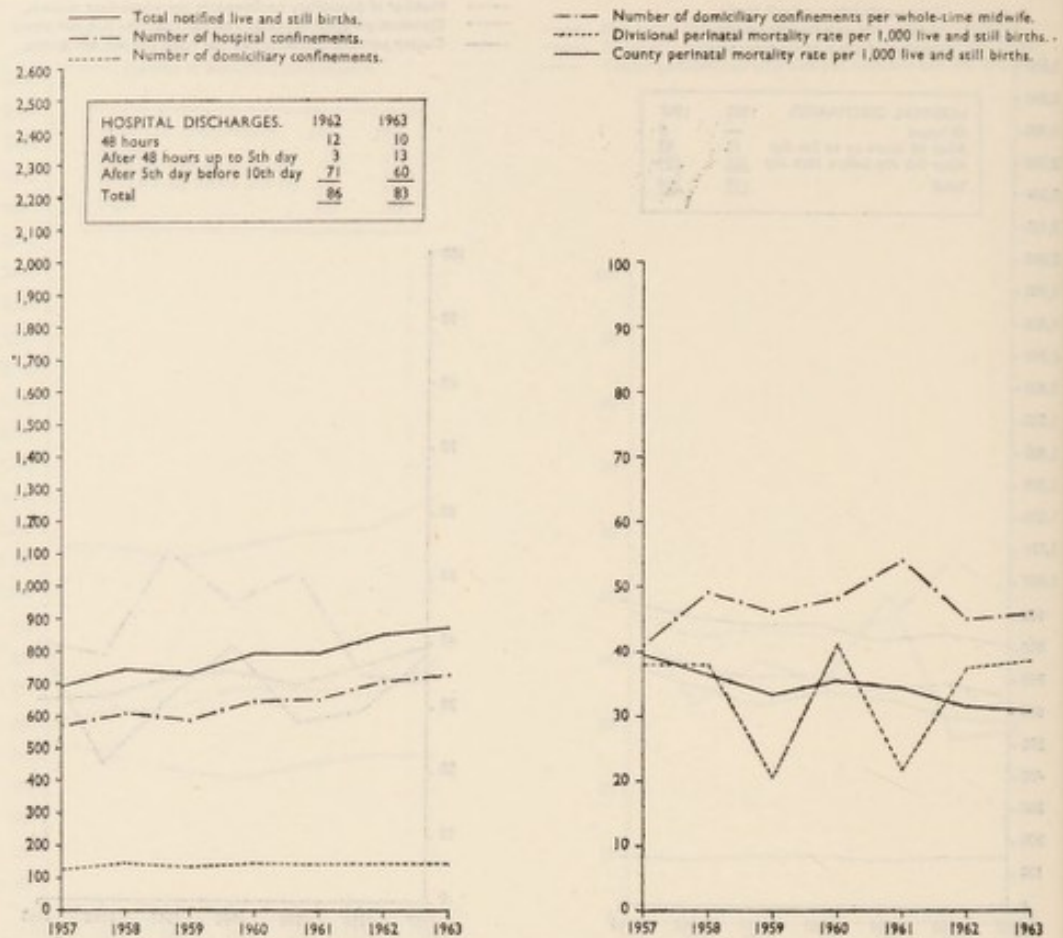 Total notified live and still births.
Number of hospital confinements.
Number of domiciliary confinements.
Number of domiciliary confinements per whole-time midwife.
Divisional perinatal mortality rate per 1,000 live and still births.
County perinatal mortality rate per 1,000 live and still births.
2,600
2,500
2,400
2,300
2,200
2,100
2,000
1,900
1,800
1,700
1,600
1,500
1,400
1,300
1,200
1,100
1,000
900
800
700
600
500
400
300
200
100
0
1957 1958 1959 1960 1961 1962 1963
HOSPITAL DISCHARGES. 1962 1963
48 hours 12 10
After 48 hours up to 5th day 3 13
After 5th day before 10th day 71 60
Total 86 83
100
90
80
70
60
50
40
30
20
10
0
1957 1958 1959 1960 1961 1962 1963